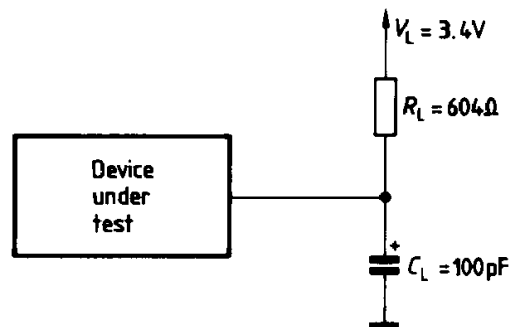 V_L = 3.4V
R_L = 604Ω
Device
under
test
+
C_L = 100pF